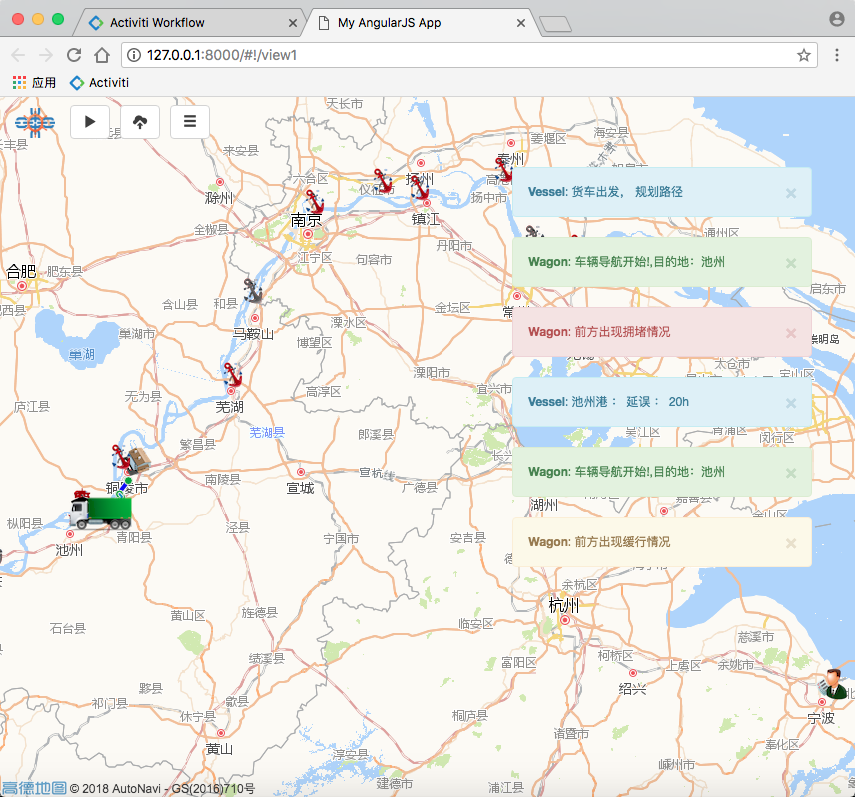 Activiti Workflow
My AngularJS App
127.0.0.1:8000/#!/view1
应用
Activiti
天长市
海安县
姜堰区
泰州
来安县
六合区
仪征市
扬州
扬中市
滁州
南京
镇江
Vessel: 货车出发， 规划路径
全椒县
丹阳市
通州区
江宁区
句容市
Wagon: 车辆导航开始!,目的地：池州
合肥
肥东县
启东市
含山县
和县
金坛区
马鞍山
溧水区
Wagon: 前方出现拥堵情况
崇明岛
巢湖市
巢湖
博望区
太仓市
溧阳市
宝山区
无为县
高淳区
宜兴市
Vessel: 池州港： 延误： 20h
庐江县
芜湖
繁昌县
芜湖县
郎溪县
吴江区
青浦区
闵行区
南陵县
宣杭线
广德县
Wagon: 车辆导航开始!,目的地：池州
铜陵市
宣城
湖州
嘉善县
金山区
枞阳县
泾县
池州
青阳县
宁国市
安吉县
Wagon: 前方出现缓行情况
海宁市
余杭区
杭州
黄山区
旌德县
石台县
临安区
慈溪市
绩溪县
富阳区
柯桥区
上虞区
余姚市
黟县
绍兴
祁门县
歙县
休宁县
桐庐县
宁波
黄山
诸暨市
奉化区
淳安县
嵊州市
高德地图 © 2018 AutoNavi - GS(2016)710号
建德市
浦江县